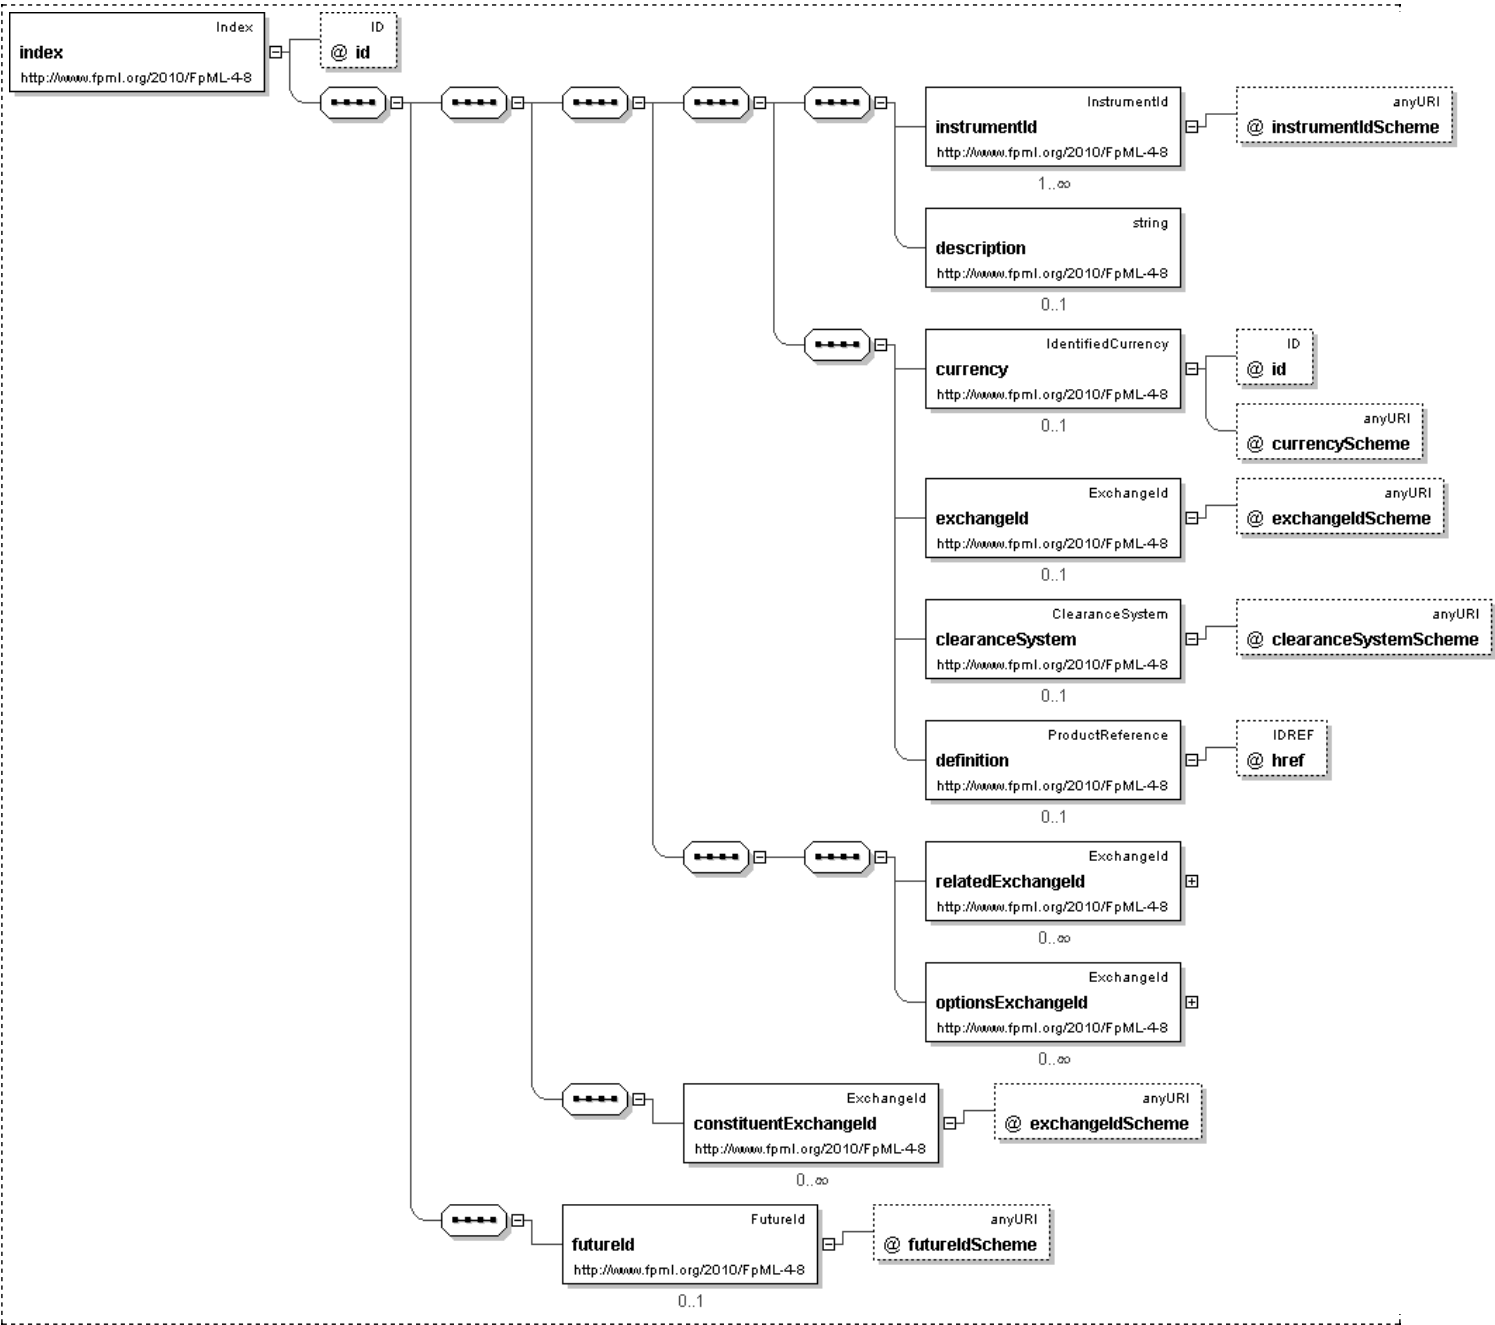 Index
index
http://www.fpml.org/2010/FpML-4-8
ID
@ id
InstrumentId
instrumentId
http://www.fpml.org/2010/FpML-4-8
1..∞
anyURI
@ instrumentIdScheme
string
description
http://www.fpml.org/2010/FpML-4-8
0..1
IdentifiedCurrency
currency
http://www.fpml.org/2010/FpML-4-8
0..1
ID
@ id
anyURI
@ currencyScheme
ExchangeId
exchangeId
http://www.fpml.org/2010/FpML-4-8
0..1
anyURI
@ exchangeIdScheme
ClearanceSystem
clearanceSystem
http://www.fpml.org/2010/FpML-4-8
0..1
anyURI
@ clearanceSystemScheme
ProductReference
definition
http://www.fpml.org/2010/FpML-4-8
0..1
IDREF
@ href
ExchangeId
relatedExchangeId
http://www.fpml.org/2010/FpML-4-8
0..∞
ExchangeId
optionsExchangeId
http://www.fpml.org/2010/FpML-4-8
0..∞
ExchangeId
constituentExchangeId
http://www.fpml.org/2010/FpML-4-8
0..∞
anyURI
@ exchangeIdScheme
FutureId
futureId
http://www.fpml.org/2010/FpML-4-8
0..1
anyURI
@ futureIdScheme